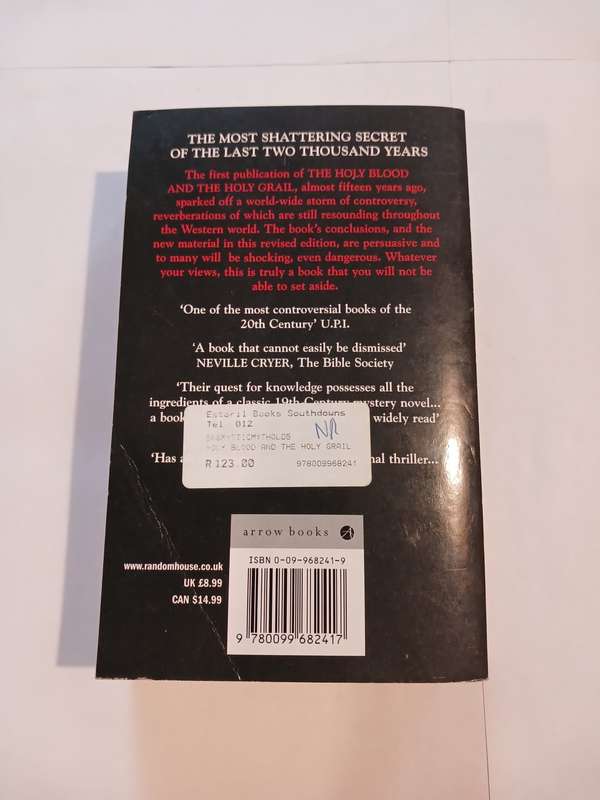 THE MOST SHATTERING SECRET
OF THE LAST TWO THOUSAND YEARS
The first publication of THE HOLY BLOOD
AND THE HOLY GRAIL, almost fifteen years ago,
sparked off a world-wide storm of controversy,
reverberations of which are still resounding throughout
the Western world. The book's conclusions, and the
new material in this revised edition, are persuasive and
to many will be shocking, even dangerous. Whatever
your views, this is truly a book that you will not be
able to set aside.
'One of the most controversial books of the
20th Century' U.P.I.
'A book that cannot easily be dismissed'
NEVILLE CRYER, The Bible Society
'Their quest for knowledge possesses all the
ingredients of a classic 19th Century mystery novel...
a book widely read'
Estoril Books Southdowns
Tel 012
NR
HOLY BLOOD AND THE HOLY GRAIL
R123.00 978009968241
'Has thriller...
arrow books
ISBN 0-09-968241-9
www.randomhouse.co.uk
UK £8.99
CAN $14.99
9 780099 682417